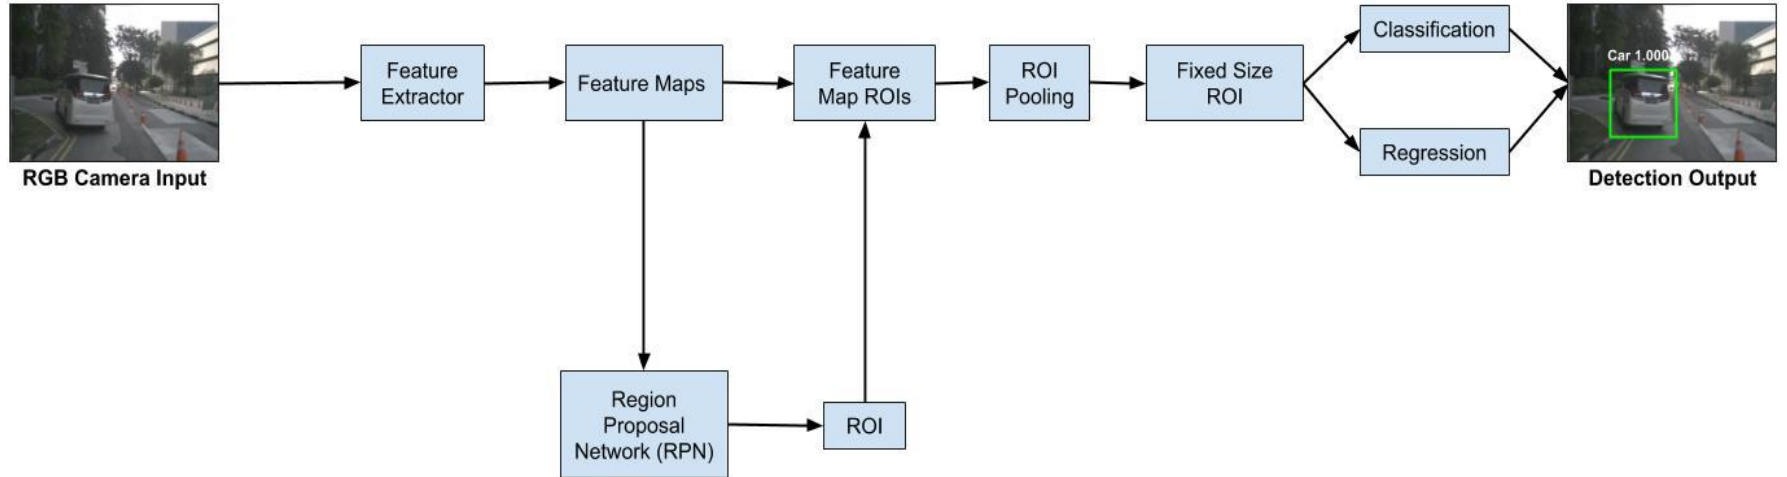 RGB Camera Input
Feature
Extractor
Feature Maps
Feature
Map ROIs
ROI
Pooling
Fixed Size
ROI
Classification
Regression
Car 1.000
Detection Output
Region
Proposal
Network (RPN)
ROI